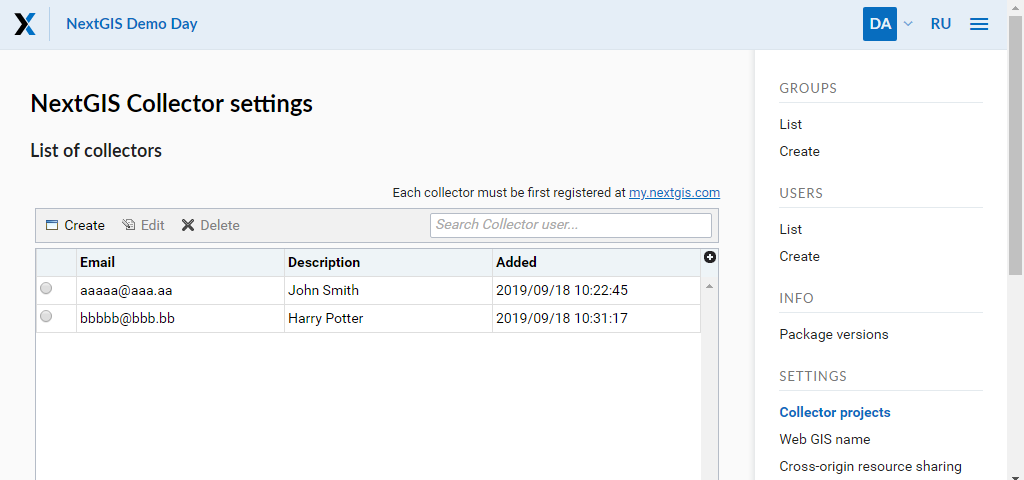 NextGIS Demo Day
DA
RU
NextGIS Collector settings
List of collectors
Each collector must be first registered at my.nextgis.com
Create Edit Delete Search Collector user...
Email Description Added
aaaaa@aaa.aa John Smith 2019/09/18 10:22:45
bbbbb@bbb.bb Harry Potter 2019/09/18 10:31:17
GROUPS
List
Create
USERS
List
Create
INFO
Package versions
SETTINGS
Collector projects
Web GIS name
Cross-origin resource sharing